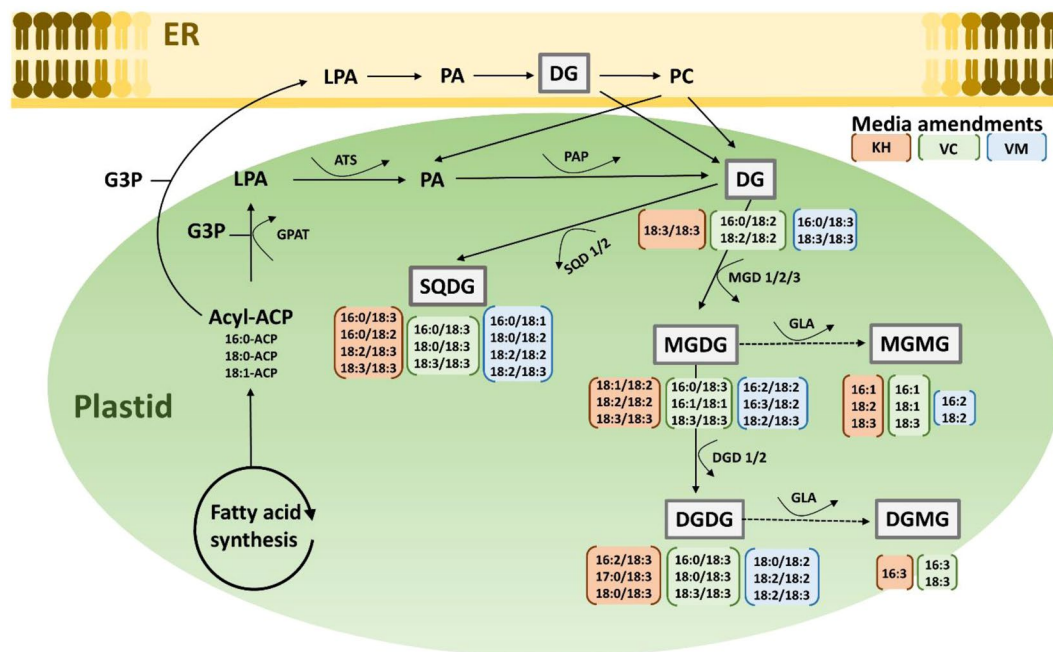 ER
LPA
PA
DG
PC
Media amendments
KH
VC
VM
G3P
LPA
ATS
PA
PAP
DG
G3P
GPAT
18:3/18:3
16:0/18:2
18:2/18:2
16:0/18:3
18:3/18:3
SQD 1/2
MGD 1/2/3
SQDG
16:0/18:3
16:0/18:2
18:2/18:3
18:3/18:3
16:0/18:3
18:0/18:3
18:3/18:3
16:0/18:1
18:0/18:2
18:2/18:2
18:2/18:3
Acyl-ACP
16:0-ACP
18:0-ACP
18:1-ACP
MGDG
GLA
MGMG
18:1/18:2
18:2/18:2
18:3/18:3
16:0/18:3
16:1/18:1
18:3/18:3
16:2/18:2
16:3/18:2
18:2/18:3
16:1
18:2
18:3
16:1
18:1
18:3
16:2
18:2
Plastid
DGD 1/2
Fatty acid
synthesis
DGDG
GLA
DGMG
16:2/18:3
17:0/18:3
18:0/18:3
16:0/18:3
18:0/18:3
18:3/18:3
18:0/18:2
18:2/18:2
18:2/18:3
16:3
16:3
18:3